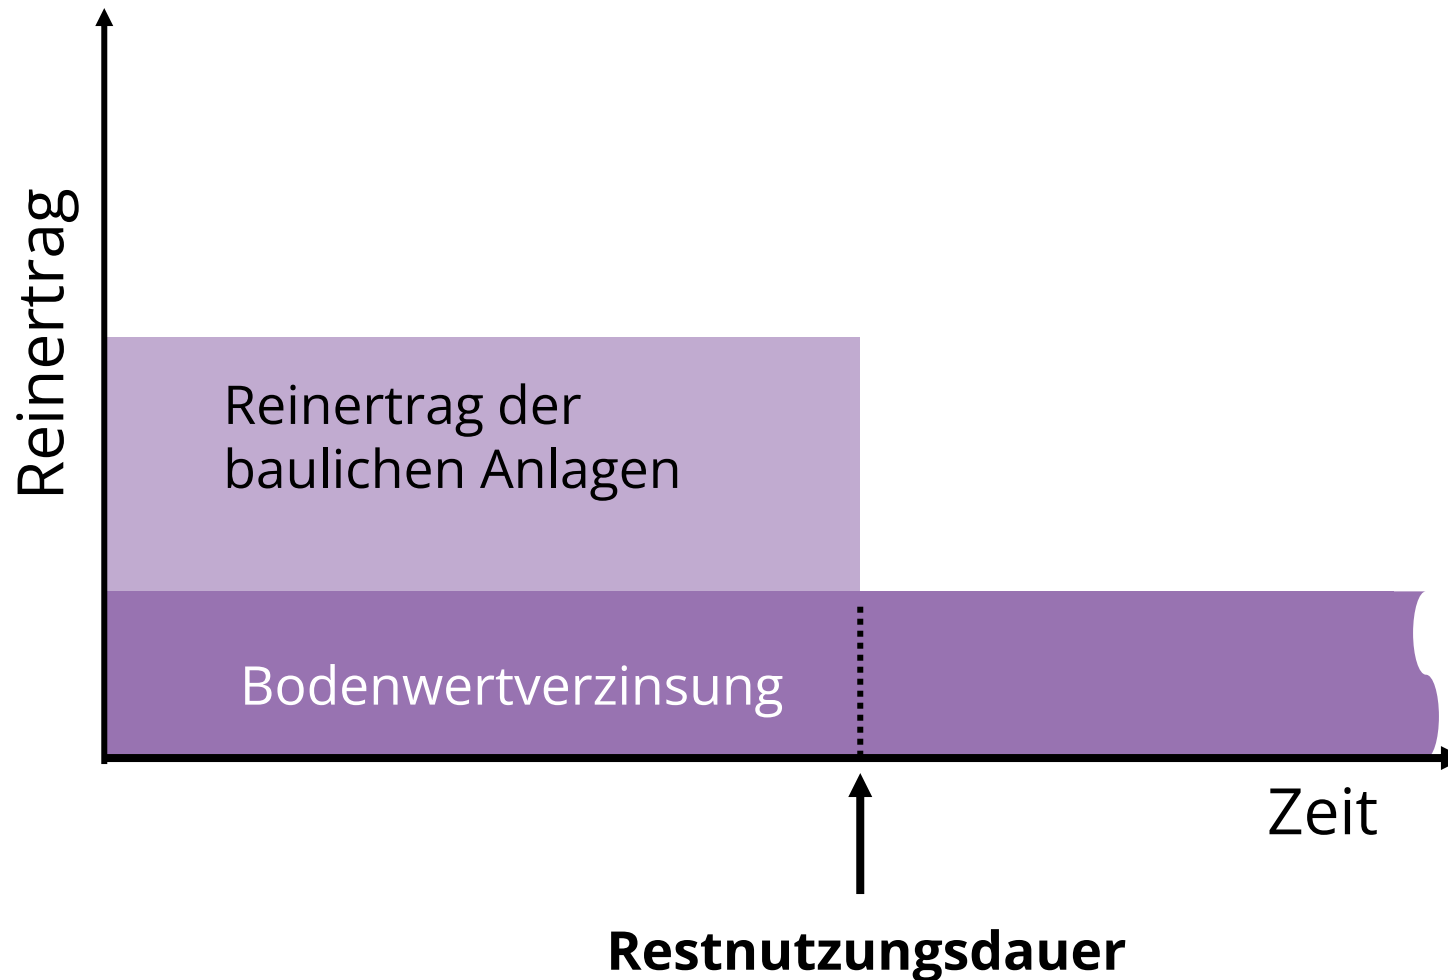 Reinertrag
Reinertrag der
baulichen Anlagen
Bodenwertverzinsung
Zeit
Restnutzungsdauer